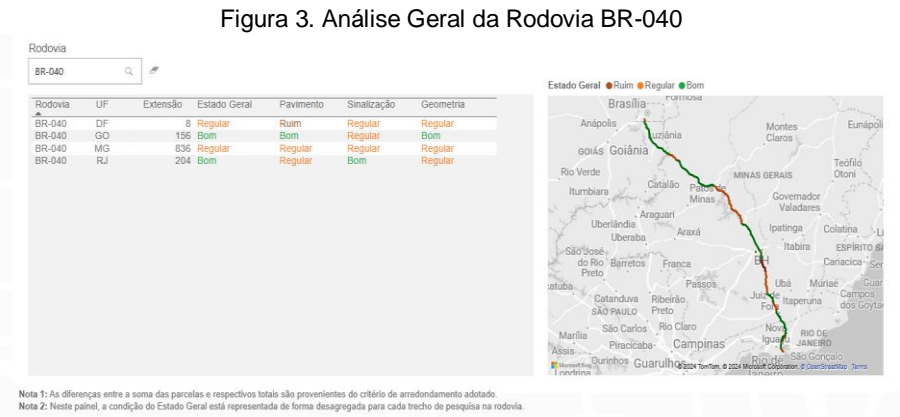 Figura 3. Análise Geral da Rodovia BR-040
Rodovia
BR-040
Rodovia UF Extensão Estado Geral Pavimento Sinalização Geometria
BR-040 DF 8 Regular Ruim Regular Regular
BR-040 GO 156 Bom Bom Regular Bom
BR-040 MG 836 Regular Regular Regular Regular
BR-040 RJ 204 Bom Regular Bom Regular
Estado Geral Ruim Regular Bom
Brasília Formosa
Anápolis
Luziânia
Montes
Claros
Eunápoli
GOIÁS Goiânia
Teófilo
Otoni
Rio Verde
MINAS GERAIS
Catalão
Patos de
Minas
Itumbiara
Governador
Valadares
Araguari
Uberlândia
Ipatinga
Colatina
Li
Uberaba
Araxá
Itabira
ESPÍRITO SA
São José
do Rio
Preto
Barretos
Franca
BH
Cariacica
Ser
Passos
Ubá
Muriaé
Guar
atuba
Catanduva
Ribeirão
Preto
Juiz de
Fora
Itaperuna
Campos
dos Goyta
SÃO PAULO
São Carlos
Rio Claro
Nova
Iguaçu
RIO DE
JANEIRO
Marília
Piracicaba
Campinas
Assis
Ourinhos
Guarulhos
Rio de
Janeiro
São Gonçalo
Londrina
Microsoft Bing
© 2024 TomTom, © 2024 Microsoft Corporation, © OpenStreetMap Terms
Nota 1: As diferenças entre a soma das parcelas e respectivos totais são provenientes do critério de arredondamento adotado.
Nota 2: Neste painel, a condição do Estado Geral está representada de forma desagregada para cada trecho de pesquisa na rodovia.